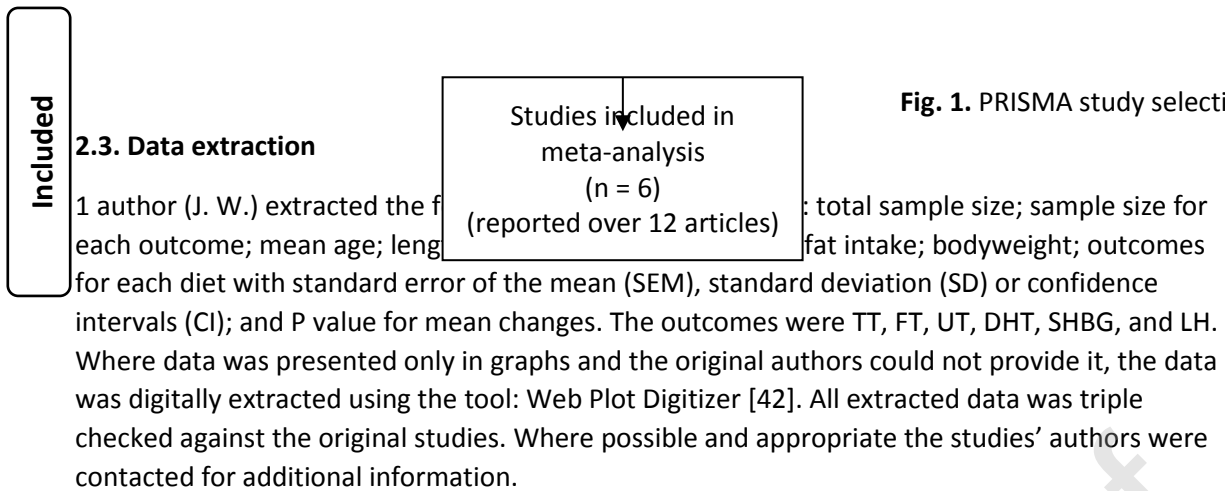 Included
Studies included in
meta-analysis
(n = 6)
(reported over 12 articles)
Fig. 1. PRISMA study selecti
2.3. Data extraction
1 author (J. W.) extracted the f : total sample size; sample size for
each outcome; mean age; leng fat intake; bodyweight; outcomes
for each diet with standard error of the mean (SEM), standard deviation (SD) or confidence
intervals (CI); and P value for mean changes. The outcomes were TT, FT, UT, DHT, SHBG, and LH.
Where data was presented only in graphs and the original authors could not provide it, the data
was digitally extracted using the tool: Web Plot Digitizer [42]. All extracted data was triple
checked against the original studies. Where possible and appropriate the studies’ authors were
contacted for additional information.